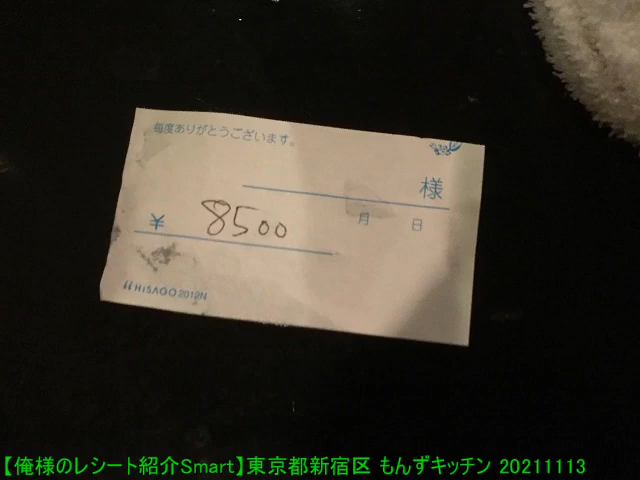 毎度ありがとうございます。
様
月 日
¥ 8500
HISAGO 2012N
【俺様のレシート紹介Smart】東京都新宿区 もんずキッチン 20211113